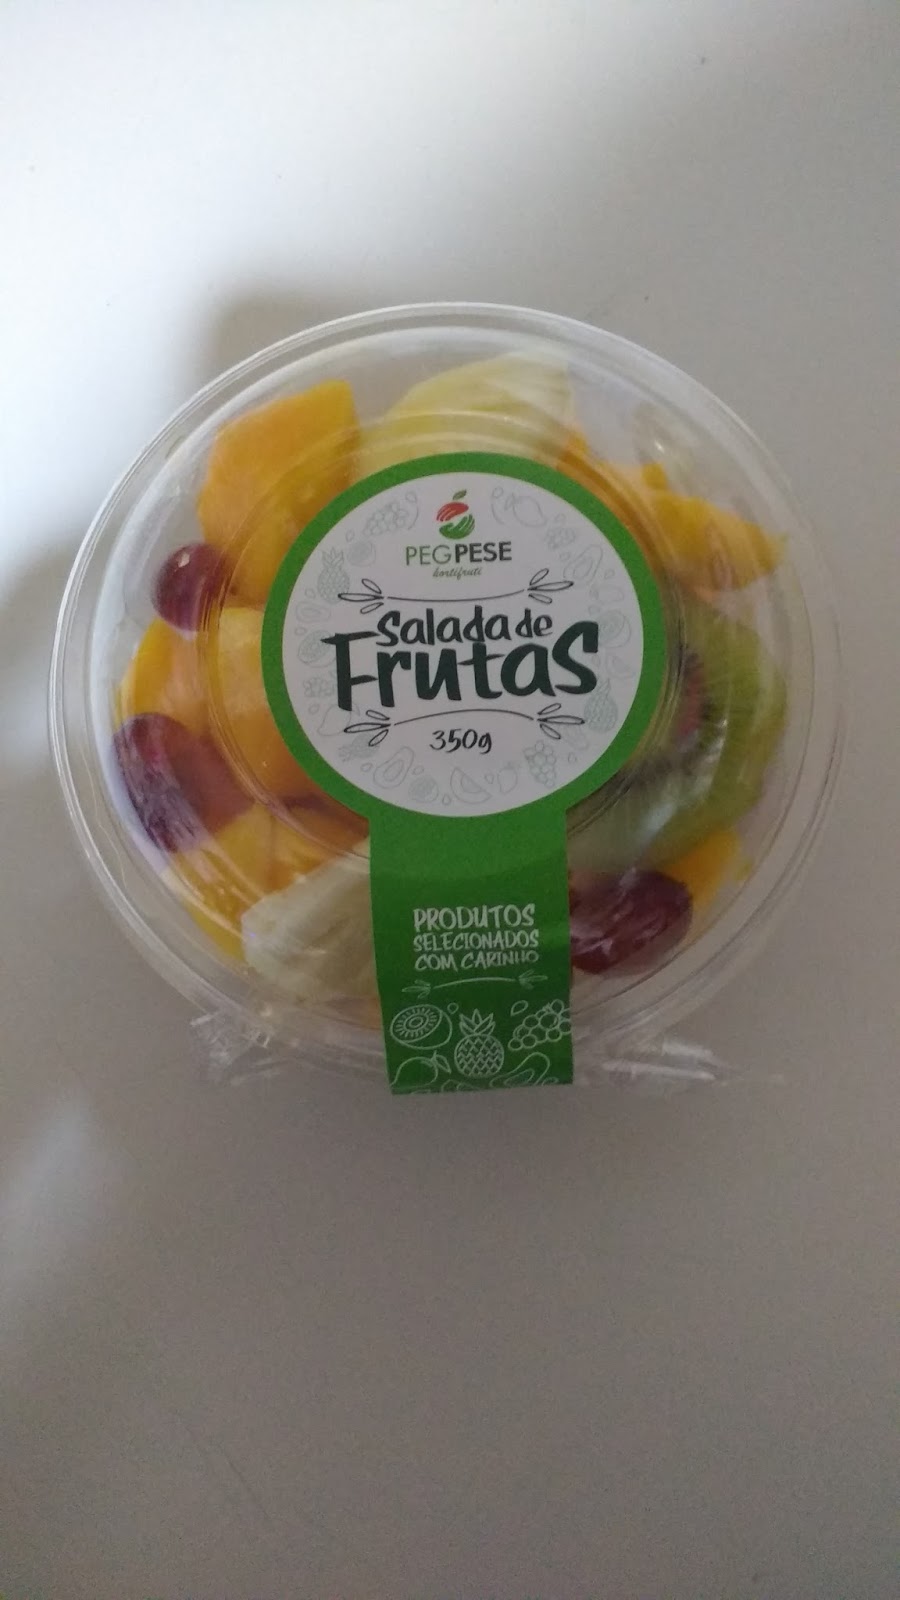 PEGPESE
hortifruti
Salada de
Frutas
350g
PRODUTOS
SELECIONADOS
COM CARINHO